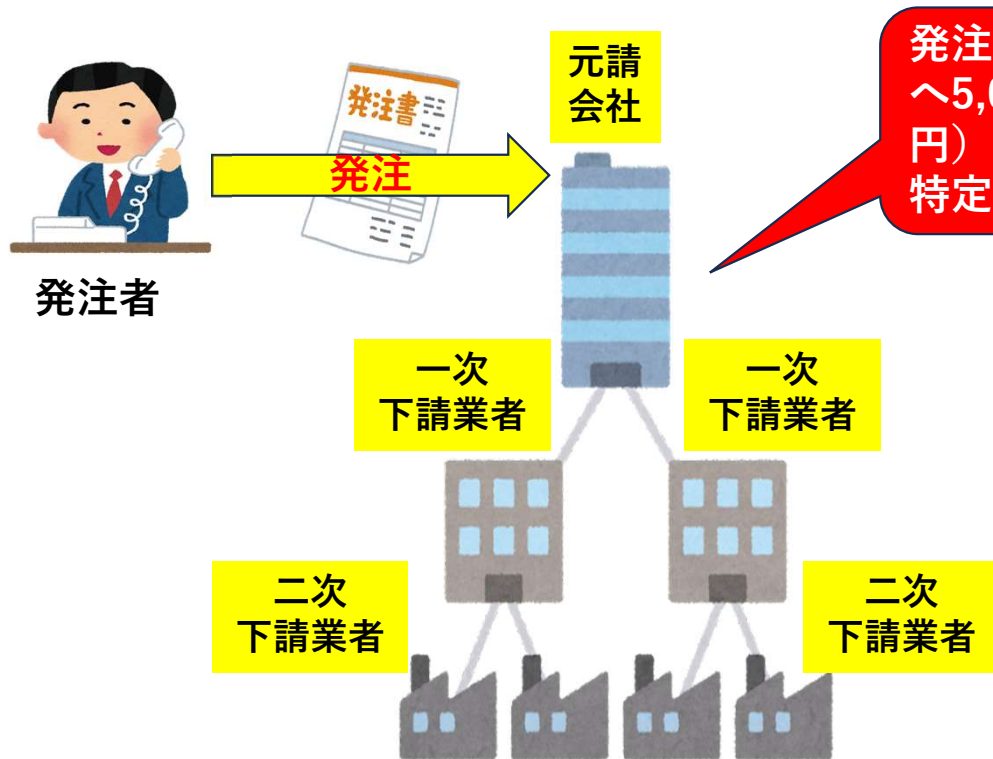 発注書
発注
発注者
元請
会社
発注
へ5,
円）
特定
一次
下請業者
一次
下請業者
二次
下請業者
二次
下請業者